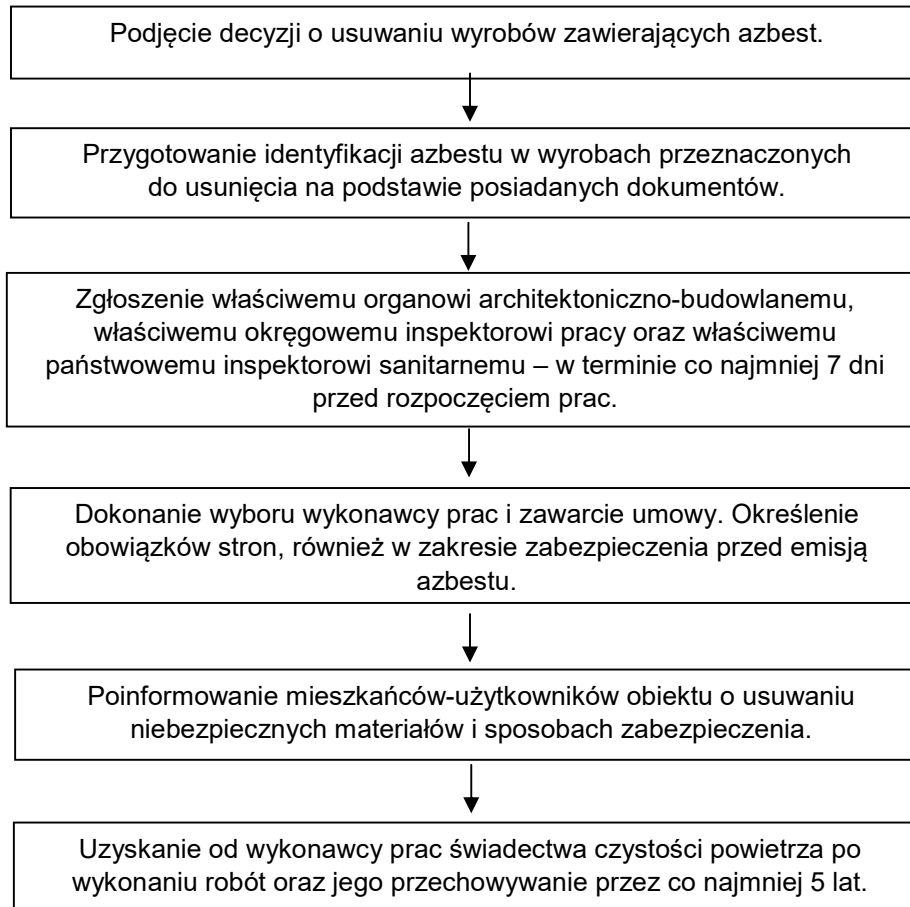 Podjęcie decyzji o usuwaniu wyrobów zawierających azbest.
Przygotowanie identyfikacji azbestu w wyrobach przeznaczonych
do usunięcia na podstawie posiadanych dokumentów.
Zgłoszenie właściwemu organowi architektoniczno-budowlanemu,
właściwemu okręgowemu inspektorowi pracy oraz właściwemu
państwowemu inspektorowi sanitarnemu – w terminie co najmniej 7 dni
przed rozpoczęciem prac.
Dokonanie wyboru wykonawcy prac i zawarcie umowy. Określenie
obowiązków stron, również w zakresie zabezpieczenia przed emisją
azbestu.
Poinformowanie mieszkańców-użytkowników obiektu o usuwaniu
niebezpiecznych materiałów i sposobach zabezpieczenia.
Uzyskanie od wykonawcy prac świadectwa czystości powietrza po
wykonaniu robót oraz jego przechowywanie przez co najmniej 5 lat.